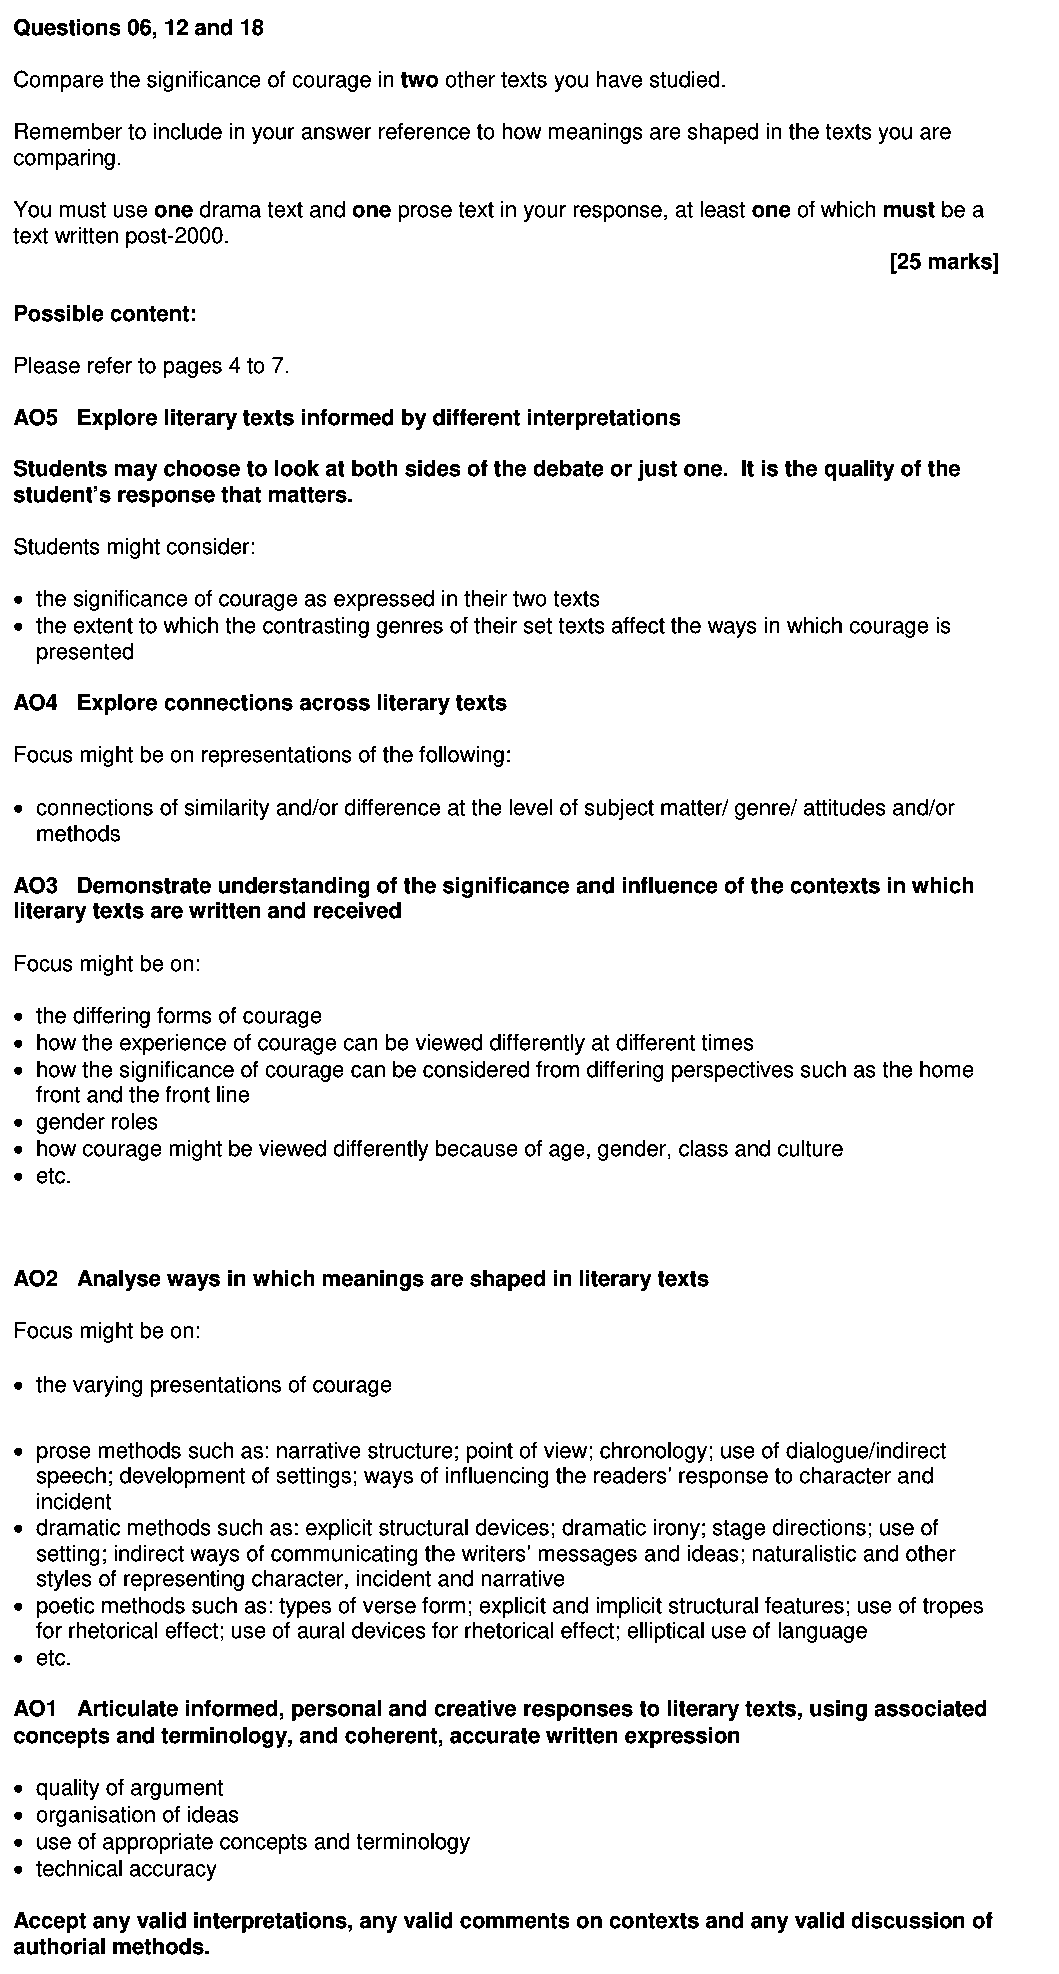 Questions 06, 12 and 18
Compare the significance of courage in two other texts you have studied.
Remember to include in your answer reference to how meanings are shaped in the texts you are
comparing.
You must use one drama text and one prose text in your response, at least one of which must be a
text written post-2000.
[25 marks]
Possible content:
Please refer to pages 4 to 7.
AO5 Explore literary texts informed by different interpretations
Students may choose to look at both sides of the debate or just one. It is the quality of the
student's response that matters.
Students might consider:
• the significance of courage as expressed in their two texts
• the extent to which the contrasting genres of their set texts affect the ways in which courage is
presented
AO4 Explore connections across literary texts
Focus might be on representations of the following:
• connections of similarity and/or difference at the level of subject matter/ genre/ attitudes and/or
methods
AO3 Demonstrate understanding of the significance and influence of the contexts in which
literary texts are written and received
Focus might be on:
• the differing forms of courage
• how the experience of courage can be viewed differently at different times
• how the significance of courage can be considered from differing perspectives such as the home
front and the front line
• gender roles
• how courage might be viewed differently because of age, gender, class and culture
• etc.
AO2 Analyse ways in which meanings are shaped in literary texts
Focus might be on:
• the varying presentations of courage
• prose methods such as: narrative structure; point of view; chronology; use of dialogue/indirect
speech; development of settings; ways of influencing the readers' response to character and
incident
• dramatic methods such as: explicit structural devices; dramatic irony; stage directions; use of
setting; indirect ways of communicating the writers' messages and ideas; naturalistic and other
styles of representing character, incident and narrative
• poetic methods such as: types of verse form; explicit and implicit structural features; use of tropes
for rhetorical effect; use of aural devices for rhetorical effect; elliptical use of language
• etc.
AO1 Articulate informed, personal and creative responses to literary texts, using associated
concepts and terminology, and coherent, accurate written expression
• quality of argument
• organisation of ideas
• use of appropriate concepts and terminology
• technical accuracy
Accept any valid interpretations, any valid comments on contexts and any valid discussion of
authorial methods.